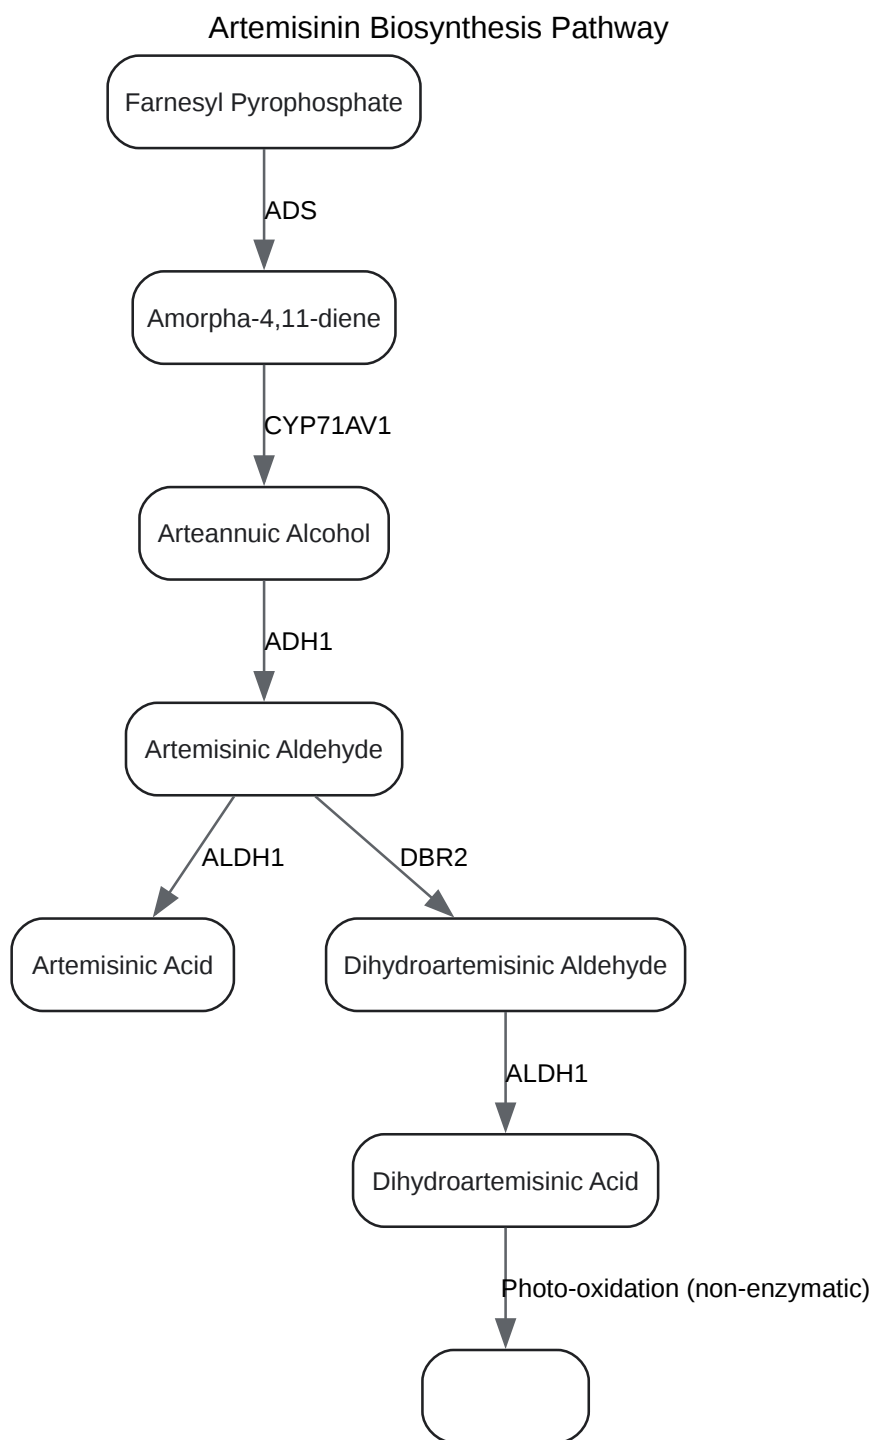 Artemisinin Biosynthesis Pathway
Farnesyl Pyrophosphate
ADS
Amorpha-4,11-diene
CYP71AV1
Arteannuic Alcohol
ADH1
Artemisinic Aldehyde
ALDH1
DBR2
Artemisinic Acid
Dihydroartemisinic Aldehyde
ALDH1
Dihydroartemisinic Acid
Photo-oxidation (non-enzymatic)